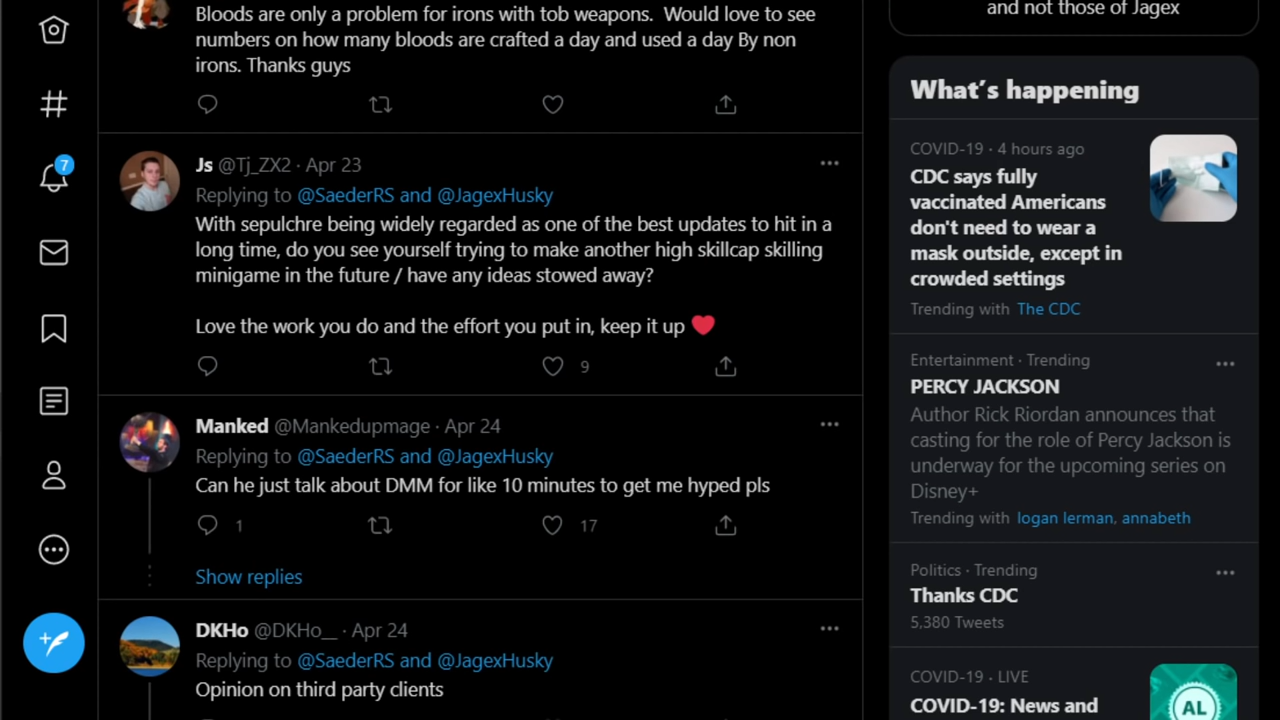 Bloods are only a problem for irons with tob weapons. Would love to see
numbers on how many bloods are crafted a day and used a day By non
irons. Thanks guys
7
Js @Tj_ZX2 · Apr 23
Replying to @SaederRS and @JagexHusky
With sepulchre being widely regarded as one of the best updates to hit in a
long time, do you see yourself trying to make another high skillcap skilling
minigame in the future / have any ideas stowed away?
Love the work you do and the effort you put in, keep it up ❤️
9
Manked @Mankedupmage · Apr 24
Replying to @SaederRS and @JagexHusky
Can he just talk about DMM for like 10 minutes to get me hyped pls
1 17
Show replies
DKHo @DKHo__ · Apr 24
Replying to @SaederRS and @JagexHusky
Opinion on third party clients
and not those of Jagex
What's happening
COVID-19 · 4 hours ago
CDC says fully
vaccinated Americans
don't need to wear a
mask outside, except in
crowded settings
Trending with The CDC
Entertainment · Trending
PERCY JACKSON
Author Rick Riordan announces that
casting for the role of Percy Jackson is
underway for the upcoming series on
Disney+
Trending with logan lerman, annabeth
Politics · Trending
Thanks CDC
5,380 Tweets
COVID-19 · LIVE
COVID-19: News and
AL